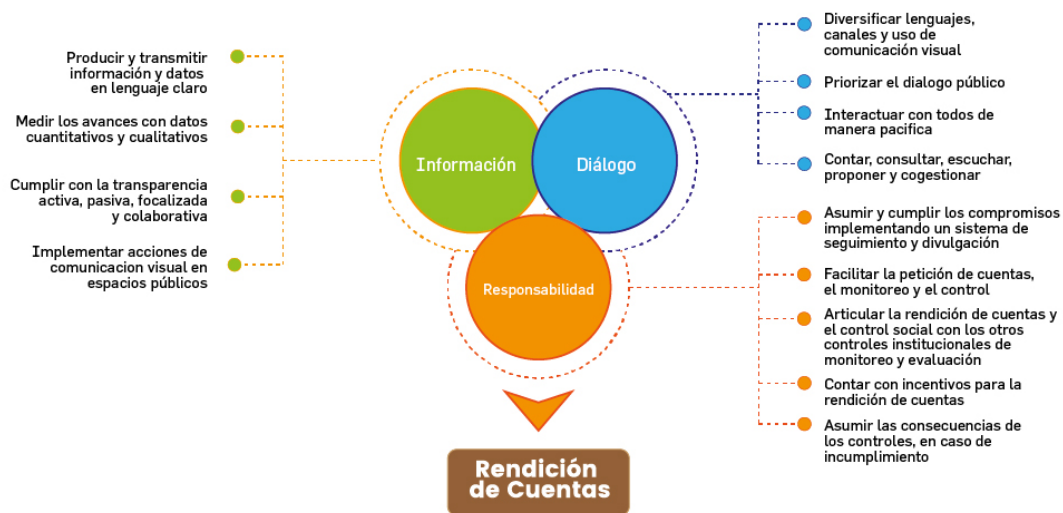 Producir y transmitir
información y datos
en lenguaje claro
Medir los avances con datos
cuantitativos y cualitativos
Cumplir con la transparencia
activa, pasiva, focalizada
y colaborativa
Implementar acciones de
comunicacion visual en
espacios públicos
Información
Diálogo
Responsabilidad
Diversificar lenguajes,
canales y uso de
comunicación visual
Priorizar el dialogo público
Interactuar con todos de
manera pacifica
Contar, consultar, escuchar,
proponer y cogestionar
Asumir y cumplir los compromisos
implementando un sistema de
seguimiento y divulgación
Facilitar la petición de cuentas,
el monitoreo y el control
Articular la rendición de cuentas y
el control social con los otros
controles institucionales de
monitoreo y evaluación
Contar con incentivos para la
rendición de cuentas
Asumir las consecuencias de
los controles, en caso de
incumplimiento
Rendición
de Cuentas